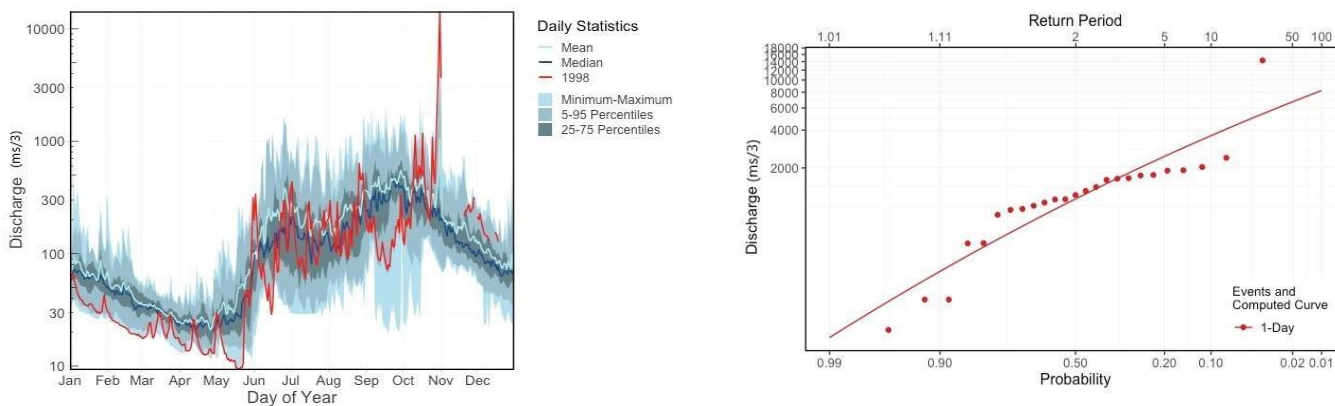 10000
3000
1000
300
100
30
10
Discharge (ms/3)
Jan Feb Mar Apr May Jun Jul Aug Sep Oct Nov Dec
Day of Year
Daily Statistics
Mean
Median
1998
Minimum-Maximum
5-95 Percentiles
25-75 Percentiles
Return Period
1.01 1.11 2 5 10 50 100
18000
16000
14000
12000
10000
8000
6000
4000
2000
Discharge (ms/3)
Events and
Computed Curve
1-Day
0.99 0.90 0.50 0.20 0.10 0.02 0.01
Probability